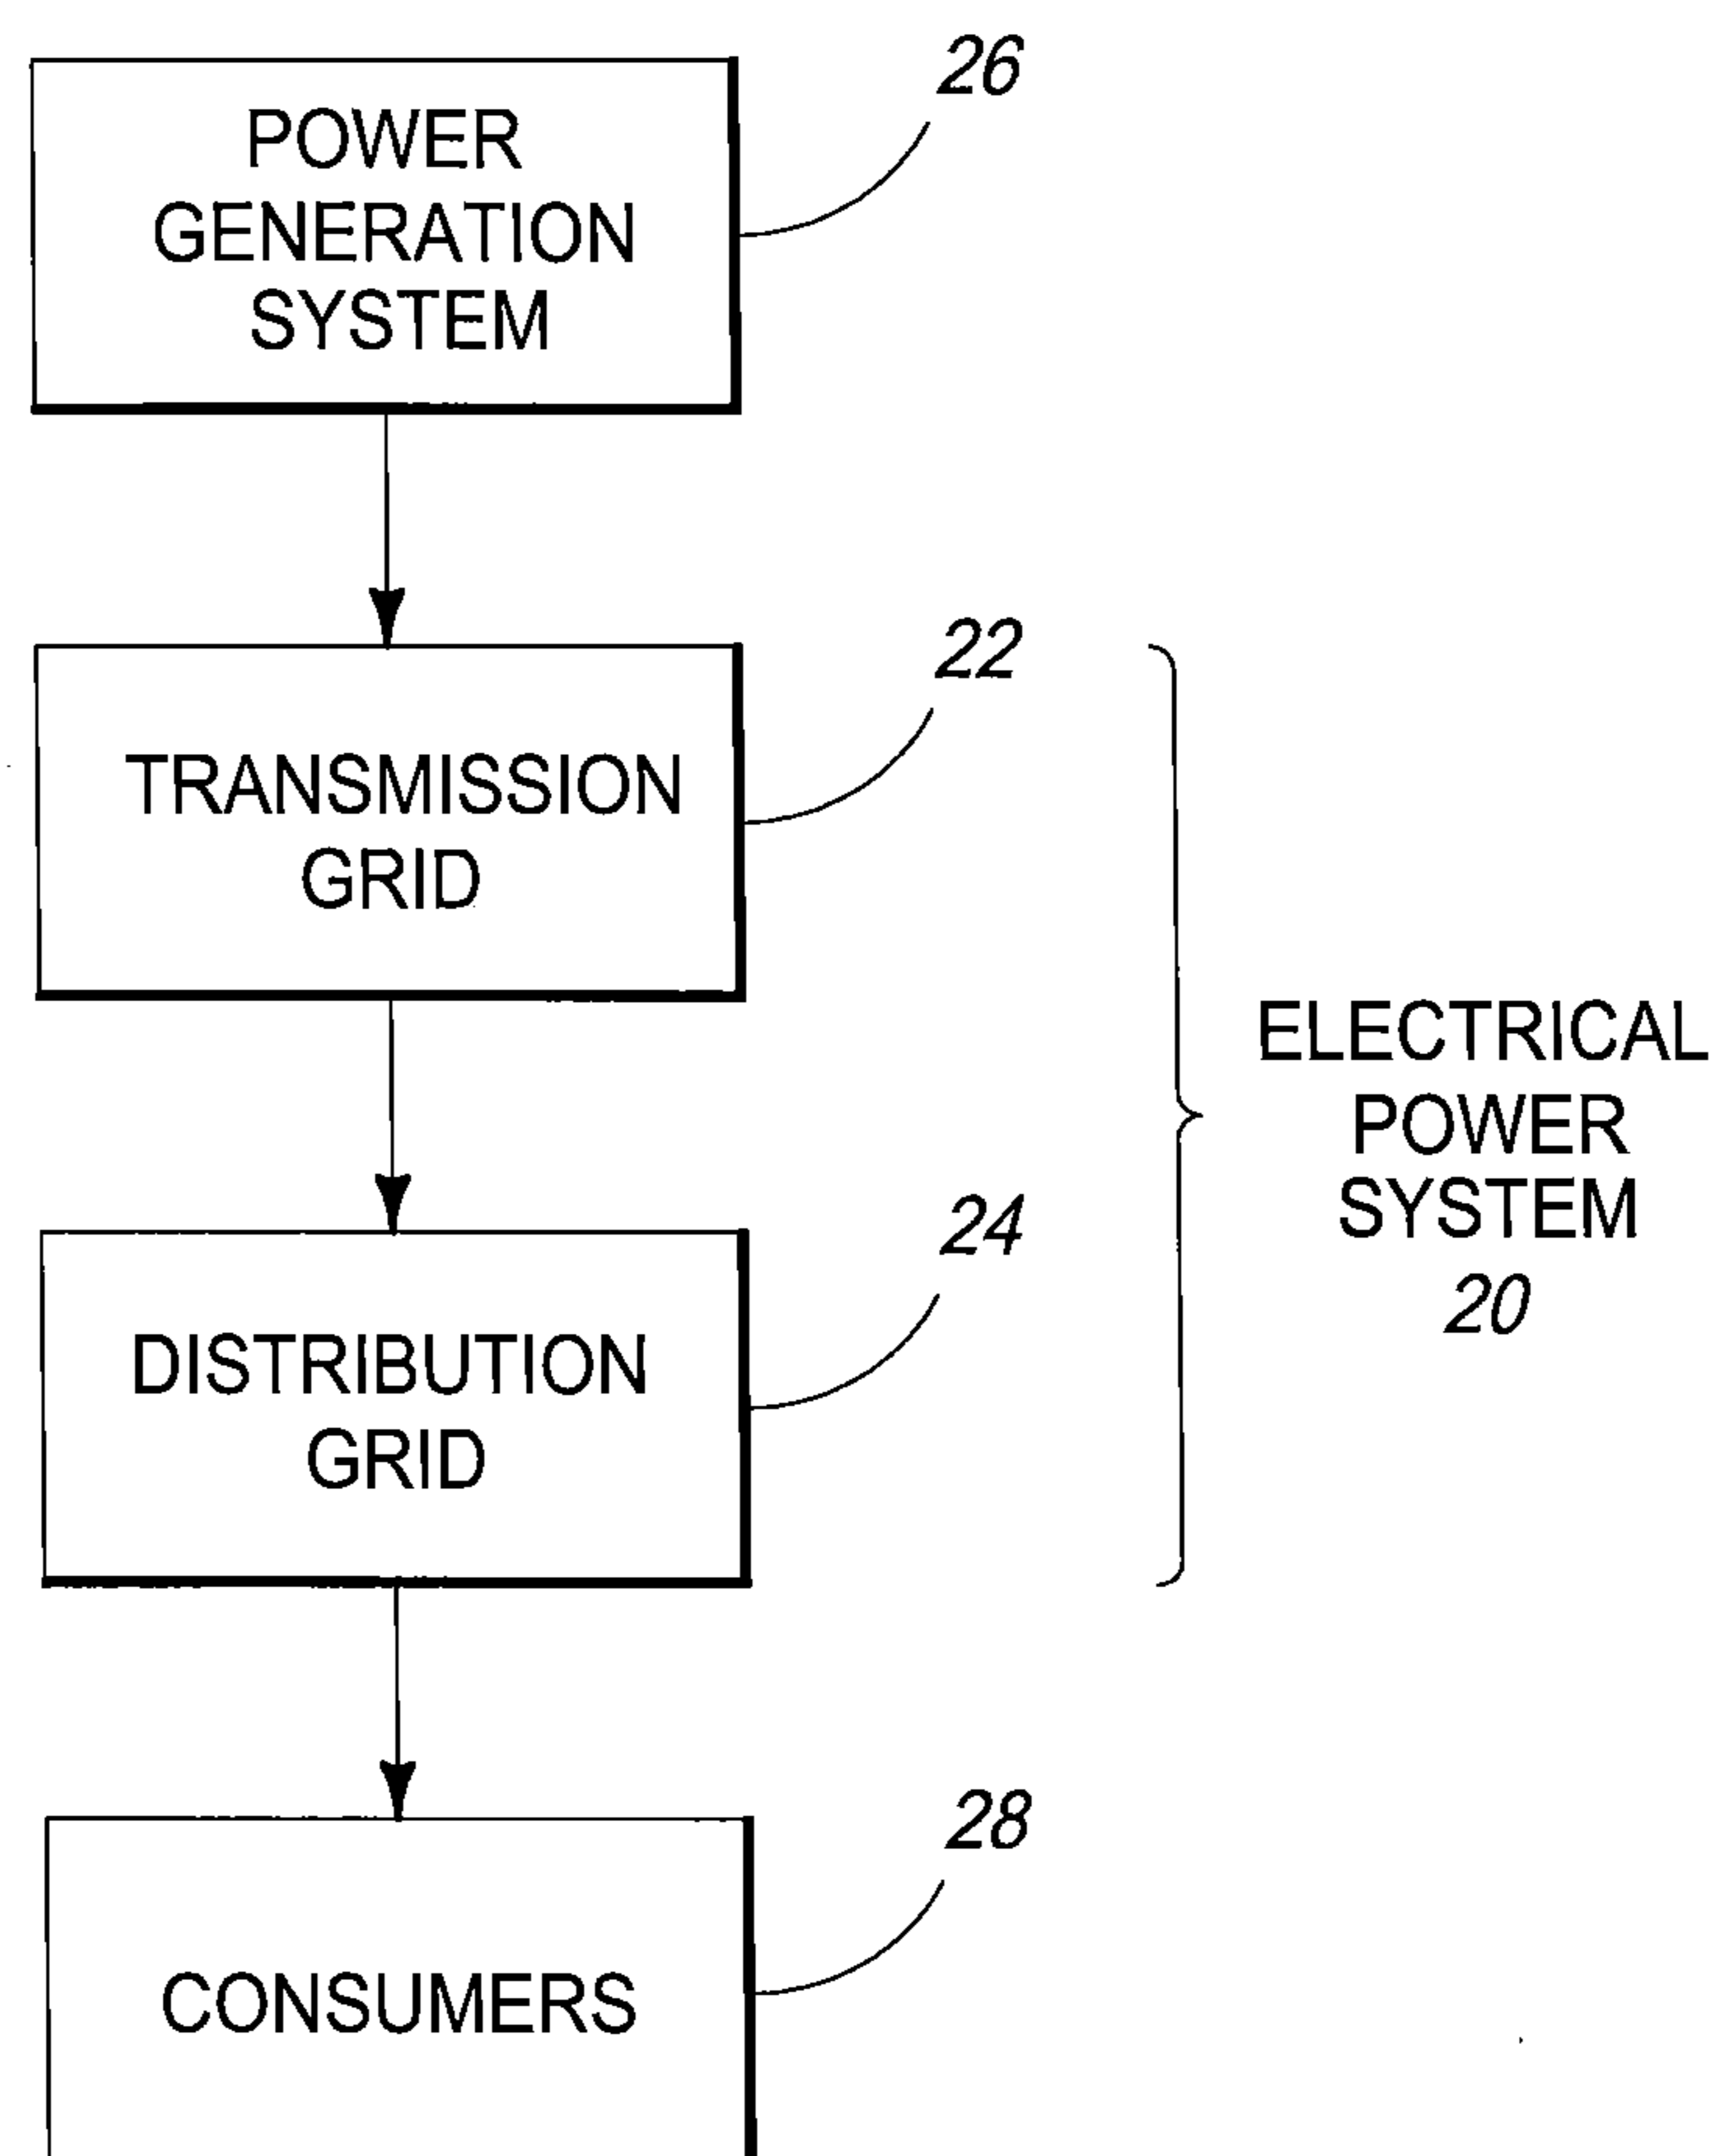 26
POWER
GENERATION
SYSTEM
22
TRANSMISSION
GRID
ELECTRICAL
POWER
SYSTEM
20
24
DISTRIBUTION
GRID
28
CONSUMERS